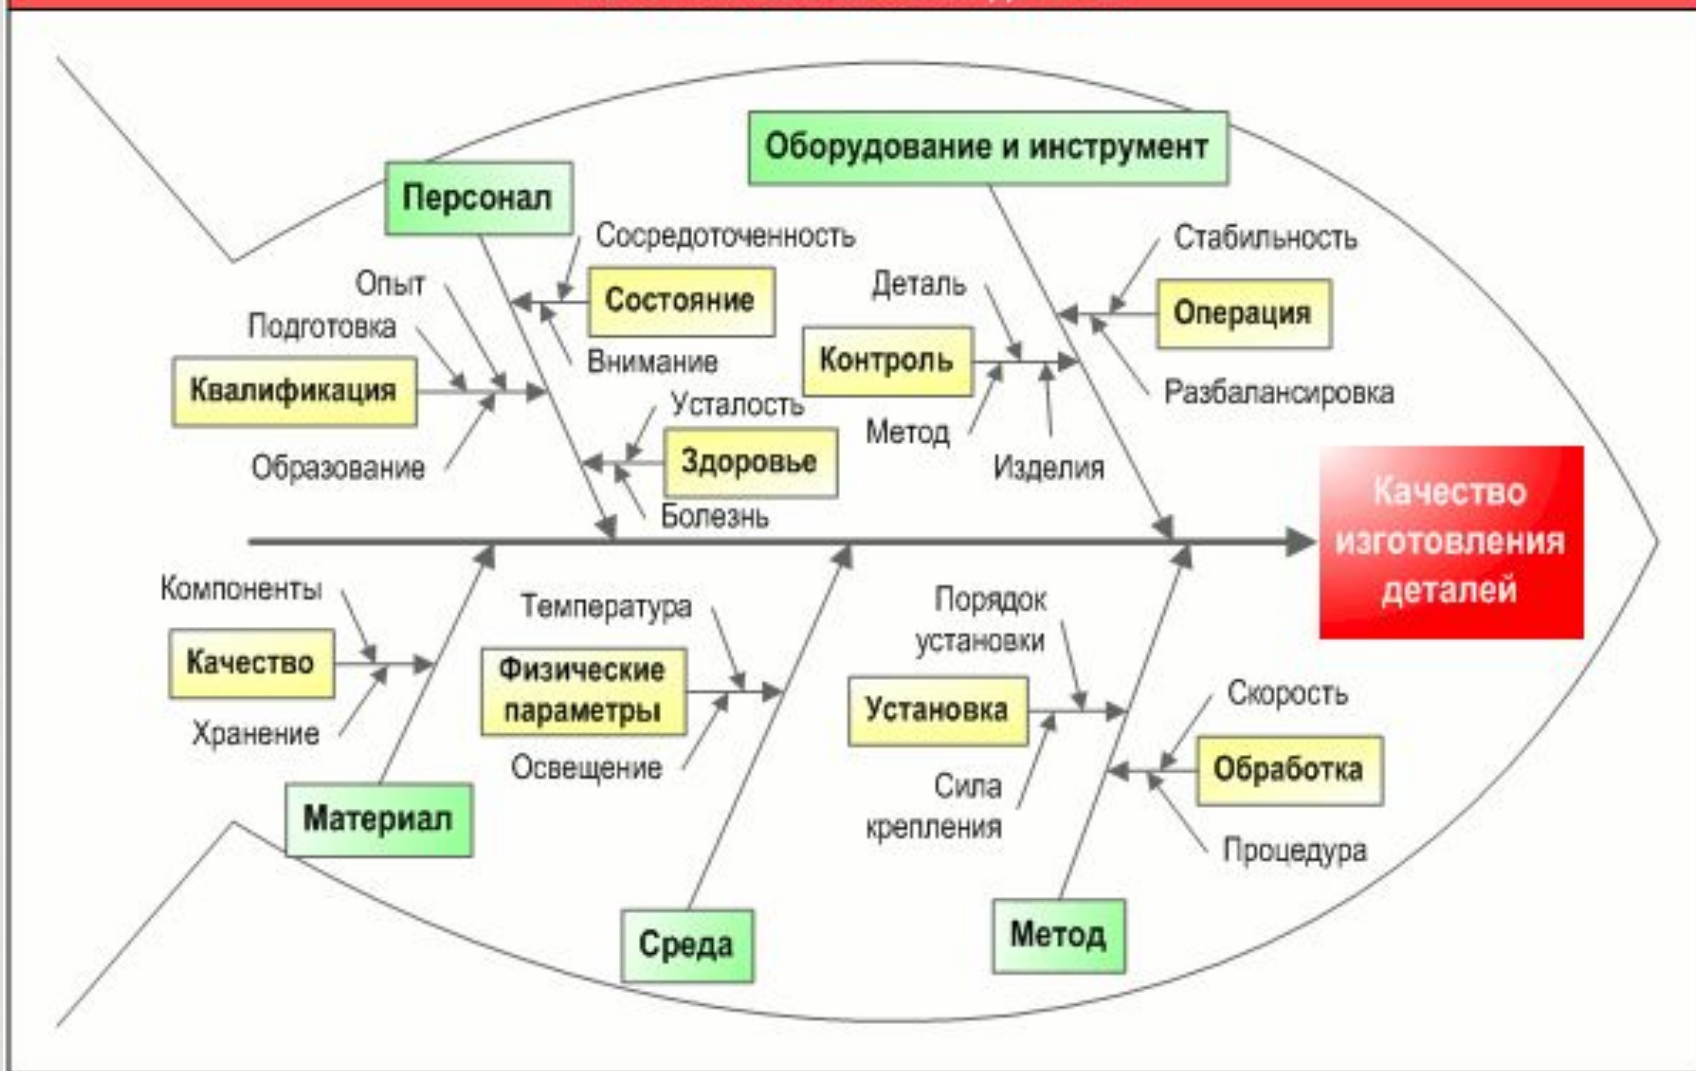 Оборудование и инструмент
Персонал
Сосредоточенность
Стабильность
Опыт
Состояние
Деталь
Операция
Подготовка
Внимание
Контроль
Квалификация
Усталость
Разбалансировка
Образование
Здоровье
Метод
Изделия
Болезнь
Качество
изготовления
деталей
Компоненты
Температура
Порядок
установки
Качество
Физические
параметры
Установка
Скорость
Хранение
Освещение
Сила
крепления
Обработка
Материал
Процедура
Среда
Метод